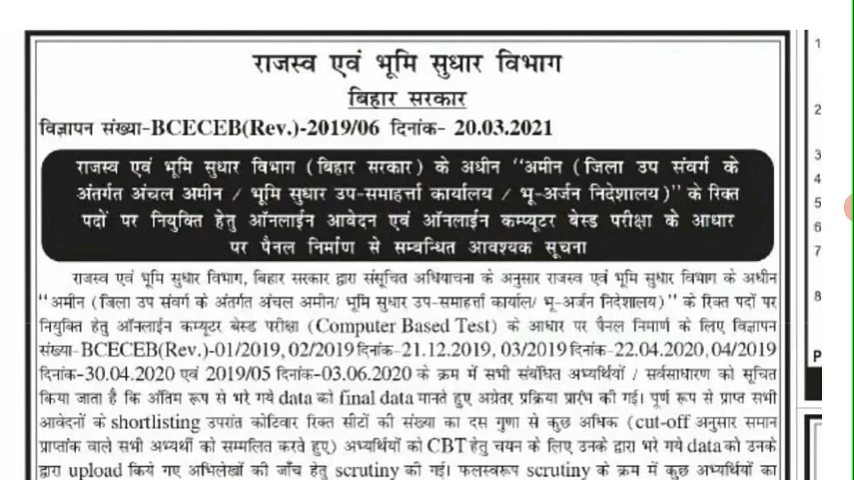 राजस्व एवं भूमि सुधार विभाग
बिहार सरकार
विज्ञापन संख्या-BCECEB(Rev.)-2019/06 दिनांक- 20.03.2021
राजस्व एवं भूमि सुधार विभाग (बिहार सरकार) के अधीन "अमीन (जिला उप संवर्ग के
अंतर्गत अंचल अमीन / भूमि सुधार उप-समाहर्त्ता कार्यालय / भू-अर्जन निदेशालय)" के रिक्त
पदों पर नियुक्ति हेतु ऑनलाईन आवेदन एवं ऑनलाईन कम्प्यूटर बेस्ड परीक्षा के आधार
पर पैनल निर्माण से सम्बन्धित आवश्यक सूचना
राजस्व एवं भूमि सुधार विभाग, बिहार सरकार द्वारा संसूचित अधियाचना के अनुसार राजस्व एवं भूमि सुधार विभाग के अधीन
"अमीन (जिला उप संवर्ग के अंतर्गत अंचल अमीन/ भूमि सुधार उप-समाहर्त्ता कार्याल/ भू-अर्जन निदेशालय)" के रिक्त पदों पर
नियुक्ति हेतु ऑनलाईन कम्प्यूटर बेस्ड परीक्षा (Computer Based Test) के आधार पर पैनल निमार्ण के लिए विज्ञापन
संख्या-BCECEB(Rev.)-01/2019, 02/2019 दिनांक-21.12.2019, 03/2019 दिनांक-22.04.2020, 04/2019
दिनांक-30.04.2020 एवं 2019/05 दिनांक-03.06.2020 के क्रम में सभी संबंधित अभ्यर्थियों / सर्वसाधारण को सूचित
किया जाता है कि अंतिम रूप से भरे गये data को final data मानते हुए अग्रेतर प्रक्रिया प्रारंभ की गई। पूर्ण रूप से प्राप्त सभी
आवेदनों के shortlisting उपरांत कोटिवार रिक्त सीटों की संख्या का दस गुणा से कुछ अधिक (cut-off अनुसार समान
प्राप्तांक वाले सभी अभ्यर्थी को सम्मलित करते हुए) अभ्यर्थियों को CBT हेतु चयन के लिए उनके द्वारा भरे गये data को उनके
द्वारा upload किये गए अभिलेखों की जाँच हेतु scrutiny की गई। फलस्वरूप scrutiny के क्रम में कुछ अभ्यर्थियों का
1
2
3
4
5
6
7
8
P